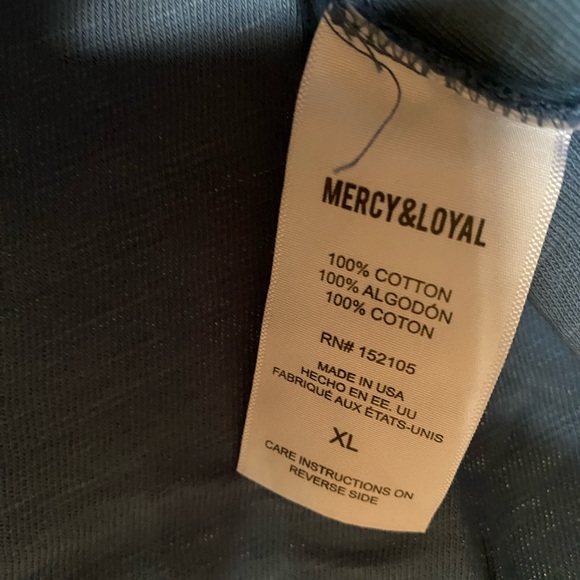 MERCY&LOYAL
100% COTTON
100% ALGODÓN
100% COTON
RN# 152105
MADE IN USA
HECHO EN EE. UU
FABRIQUÉ AUX ÉTATS-UNIS
XL
CARE INSTRUCTIONS ON
REVERSE SIDE